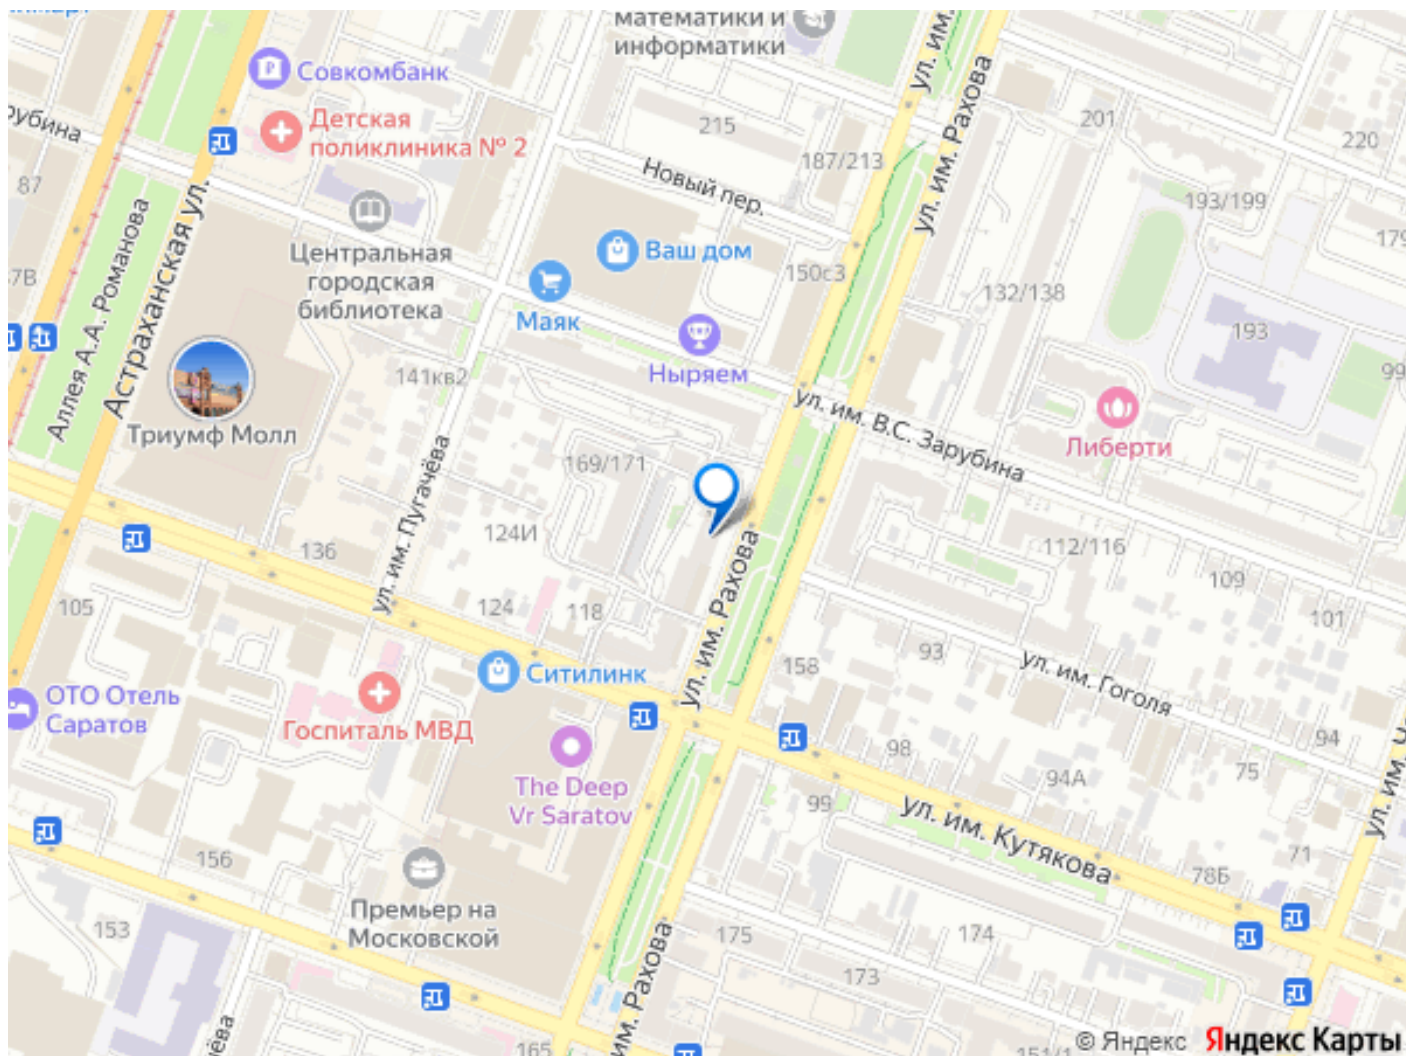 математики и
информатики
ул. им.
Совкомбанк
Детская
поликлиника № 2
215
187/213
201
220
ул. им. Рахова
Новый пер.
87
193/199
Аллея А.А. Романова
Астраханская ул.
Центральная
городская
библиотека
Ваш дом
150с3
Маяк
132/138
193
Ныряем
141кв2
99
Триумф Молл
ул. им. В.С. Зарубина
Либерти
169/171
ул. им. Пугачёва
124И
136
ул. им. Рахова
112/116
109
101
105
124
118
158
93
ул. им. Гоголя
Ситилинк
ОТО Отель
Саратов
Госпиталь МВД
98
94
75
94А
The Deep
Vr Saratov
99
ул. им. Кутякова
71
78Б
156
Премьер на
Московской
153
175
174
173
165
© Яндекс Яндекс Карты